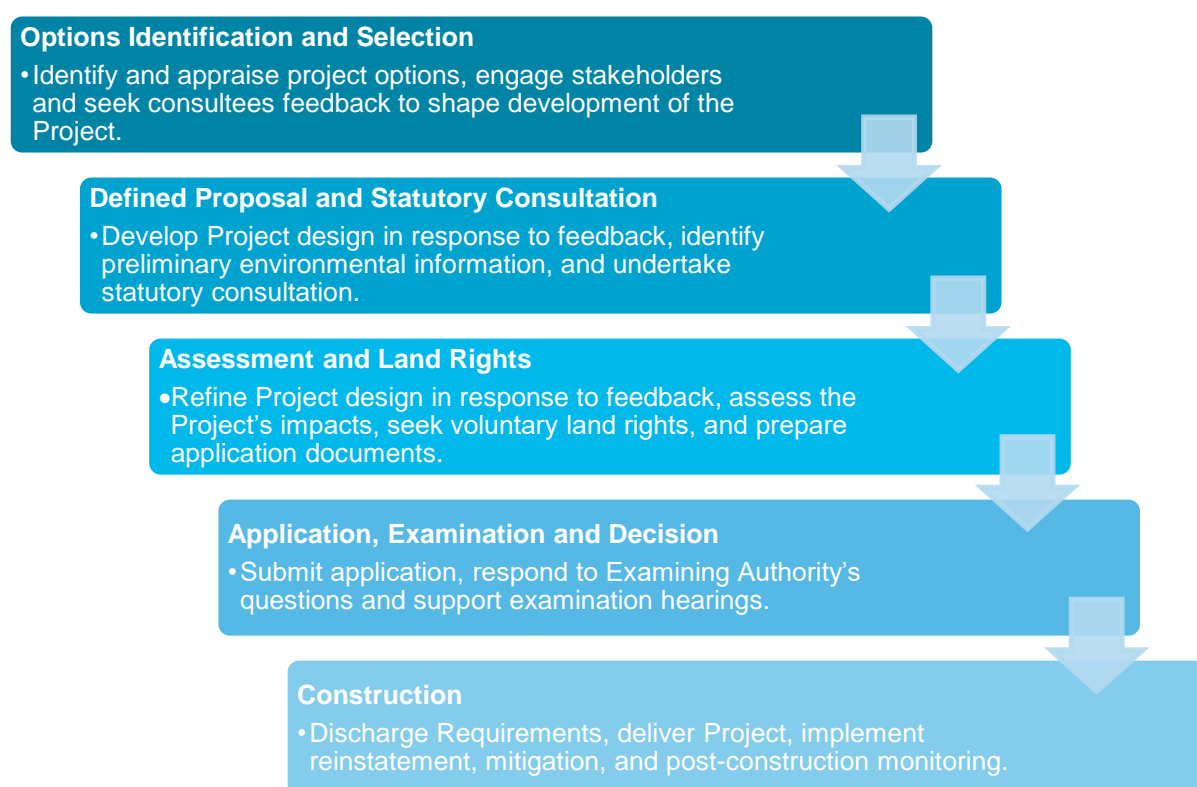 Options Identification and Selection
•Identify and appraise project options, engage stakeholders
and seek consultees feedback to shape development of the
Project.
Defined Proposal and Statutory Consultation
•Develop Project design in response to feedback, identify
preliminary environmental information, and undertake
statutory consultation.
Assessment and Land Rights
•Refine Project design in response to feedback, assess the
Project’s impacts, seek voluntary land rights, and prepare
application documents.
Application, Examination and Decision
•Submit application, respond to Examining Authority’s
questions and support examination hearings.
Construction
•Discharge Requirements, deliver Project, implement
reinstatement, mitigation, and post-construction monitoring.